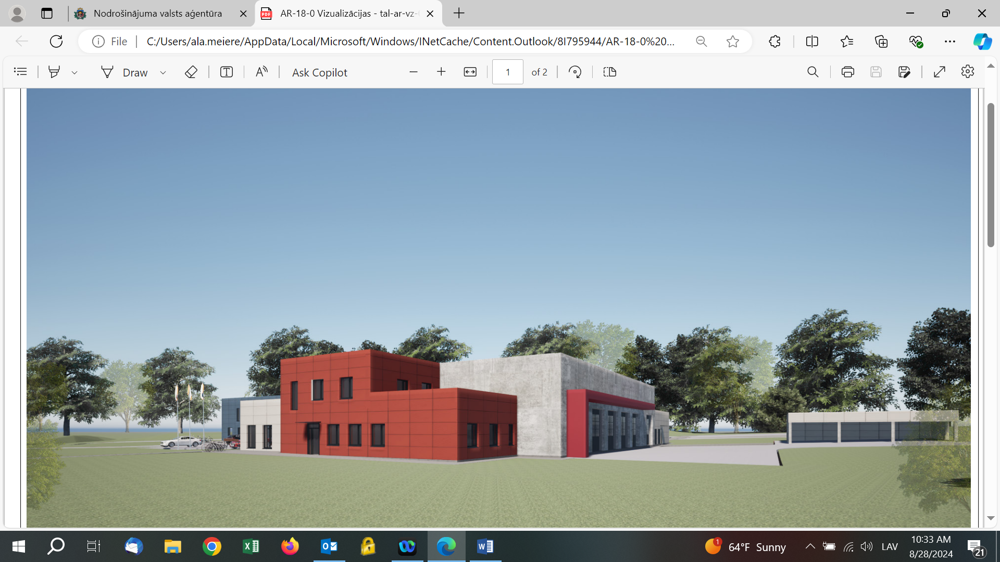 Nodrošinājuma valsts aģentūra
AR-18-0 Vizualizācijas - tal-ar-vz-
File
C:/Users/ala.meiere/AppData/Local/Microsoft/Windows/INetCache/Content.Outlook/8I795944/AR-18-0%20...
Draw
Ask Copilot
1 of 2
64°F Sunny
LAV
10:33 AM
8/28/2024
1
21